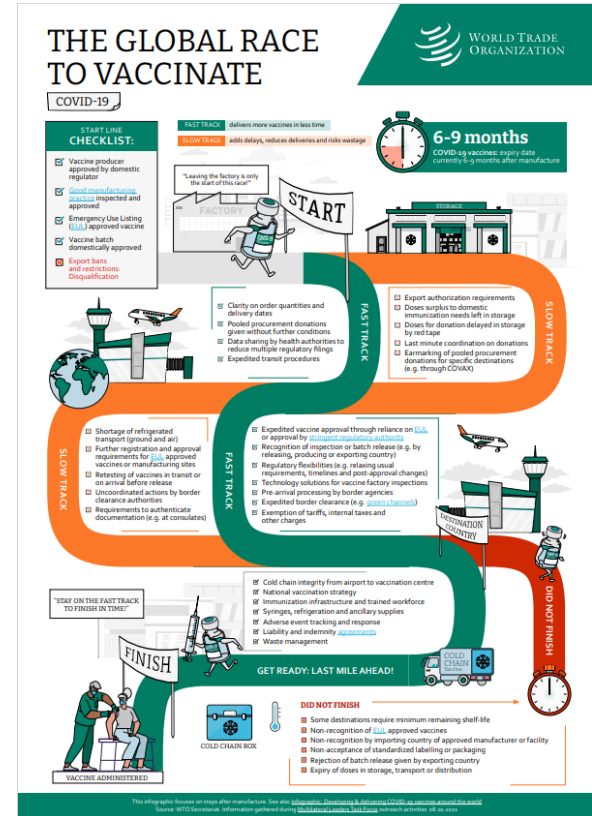 THE GLOBAL RACE
TO VACCINATE
COVID-19
WORLD TRADE
ORGANIZATION
START LINE
CHECKLIST:
Vaccine producer
approved by domestic
regulator
Good manufacturing
practice inspected and
approved
Emergency Use Listing
(EUL) approved vaccine
Vaccine batch
domestically approved
Export bans
and restrictions:
Disqualification
FAST TRACK delivers more vaccines in less time
SLOW TRACK adds delays, reduces deliveries and risks wastage
6-9 months
COVID-19 vaccines: expiry date
currently 6-9 months after manufacture
"Leaving the factory is only
the start of this race!"
FACTORY
START
STORAGE
Clarity on order quantities and
delivery dates
Pooled procurement donations
given without further conditions
Data sharing by health authorities to
reduce multiple regulatory filings
Expedited transit procedures
FAST TRACK
Export authorization requirements
Doses surplus to domestic
immunization needs left in storage
Doses for donation delayed in storage
by red tape
Last minute coordination on donations
Earmarking of pooled procurement
donations for specific destinations
(e.g. through COVAX)
SLOW TRACK
SLOW TRACK
Shortage of refrigerated
transport (ground and air)
Further registration and approval
requirements for EUL approved
vaccines or manufacturing sites
Retesting of vaccines in transit or
on arrival before release
Uncoordinated actions by border
clearance authorities
Requirements to authenticate
documentation (e.g. at consulates)
FAST TRACK
Expedited vaccine approval through reliance on EUL
or approval by stringent regulatory authority
Recognition of inspection or batch release (e.g. by
releasing, producing or exporting country)
Regulatory flexibilities (e.g. relaxing usual
requirements, timelines and post-approval changes)
Technology solutions for vaccine factory inspections
Pre-arrival processing by border agencies
Expedited border clearance (e.g. green channels)
Exemption of tariffs, internal taxes and
other charges
DESTINATION
COUNTRY
DID NOT FINISH
"STAY ON THE FAST TRACK
TO FINISH IN TIME!"
Cold chain integrity from airport to vaccination centre
National vaccination strategy
Immunization infrastructure and trained workforce
Syringes, refrigeration and ancillary supplies
Adverse event tracking and response
Liability and indemnity agreements
Waste management
FINISH
GET READY: LAST MILE AHEAD!
COLD
CHAIN
Vaccine
COLD CHAIN BOX
VACCINE ADMINISTERED
DID NOT FINISH
Some destinations require minimum remaining shelf-life
Non-recognition of EUL approved vaccines
Non-recognition by importing country of approved manufacturer or facility
Non-acceptance of standardized labelling or packaging
Rejection of batch release given by exporting country
Expiry of doses in storage, transport or distribution
This infographic focuses on steps after manufacture. See also Infographic: Developing & delivering COVID-19 vaccines around the world
Source: WTO Secretariat. Information gathered during Multilateral Leaders Task Force outreach activities